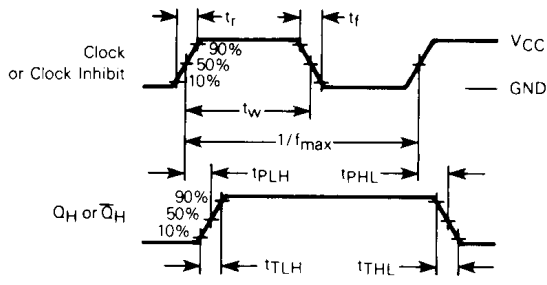 tr
tf
Clock
or Clock Inhibit
90%
50%
10%
VCC
GND
tw
1/fmax
tPLH
tPHL
QH or Q̅H
90%
50%
10%
tTLH
tTHL